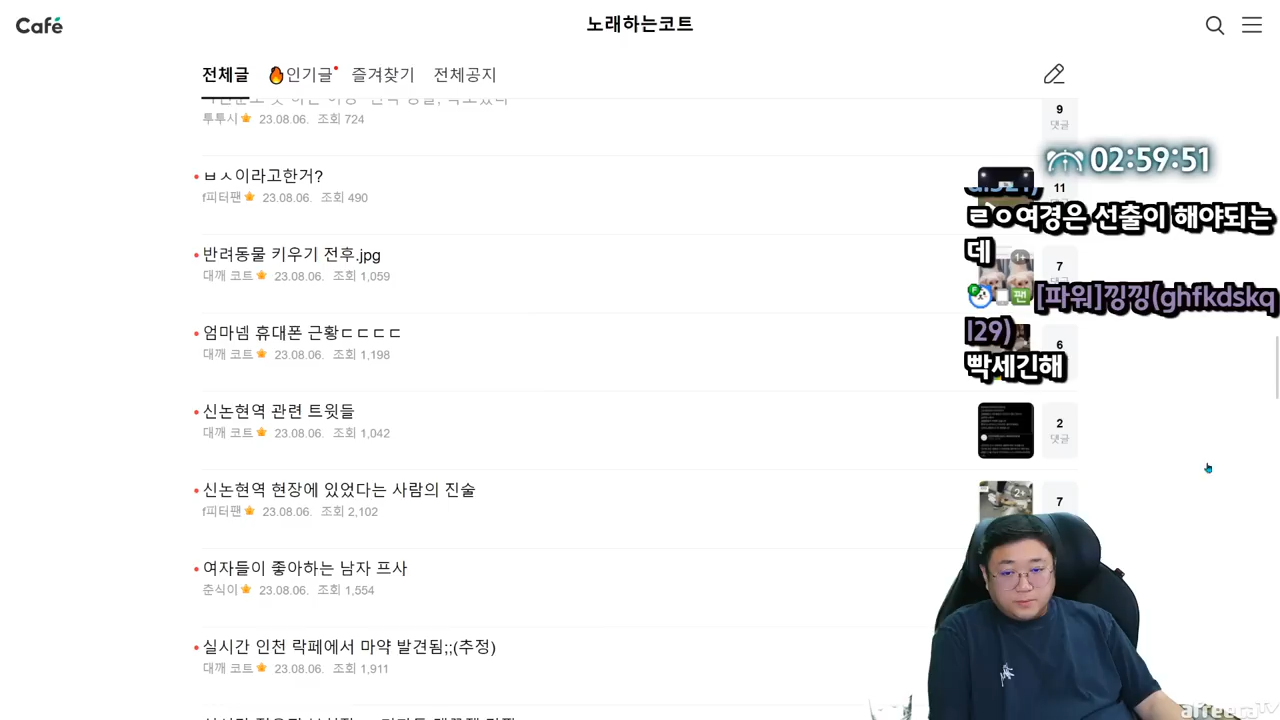 Café
노래하는코트
전체글 🔥인기글 즐겨찾기 전체공지
투투시 23.08.06. 조회 724
9
댓글
02:59:51
ㅂㅅ이라고한거?
f피터팬 23.08.06. 조회 490
11
ㄹㅇ여경은 선출이 해야되는
데
반려동물 키우기 전후.jpg
대깨 코트 23.08.06. 조회 1,059
1+
7
[파워]낑낑(ghfkdskq
l29)
빡세긴해
엄마넴 휴대폰 근황ㄷㄷㄷㄷ
대깨 코트 23.08.06. 조회 1,198
6
신논현역 관련 트윗들
대깨 코트 23.08.06. 조회 1,042
2
댓글
신논현역 현장에 있었다는 사람의 진술
f피터팬 23.08.06. 조회 2,102
2+
7
여자들이 좋아하는 남자 프사
춘식이 23.08.06. 조회 1,554
실시간 인천 락페에서 마약 발견됨;;(추정)
대깨 코트 23.08.06. 조회 1,911
afreecaTV